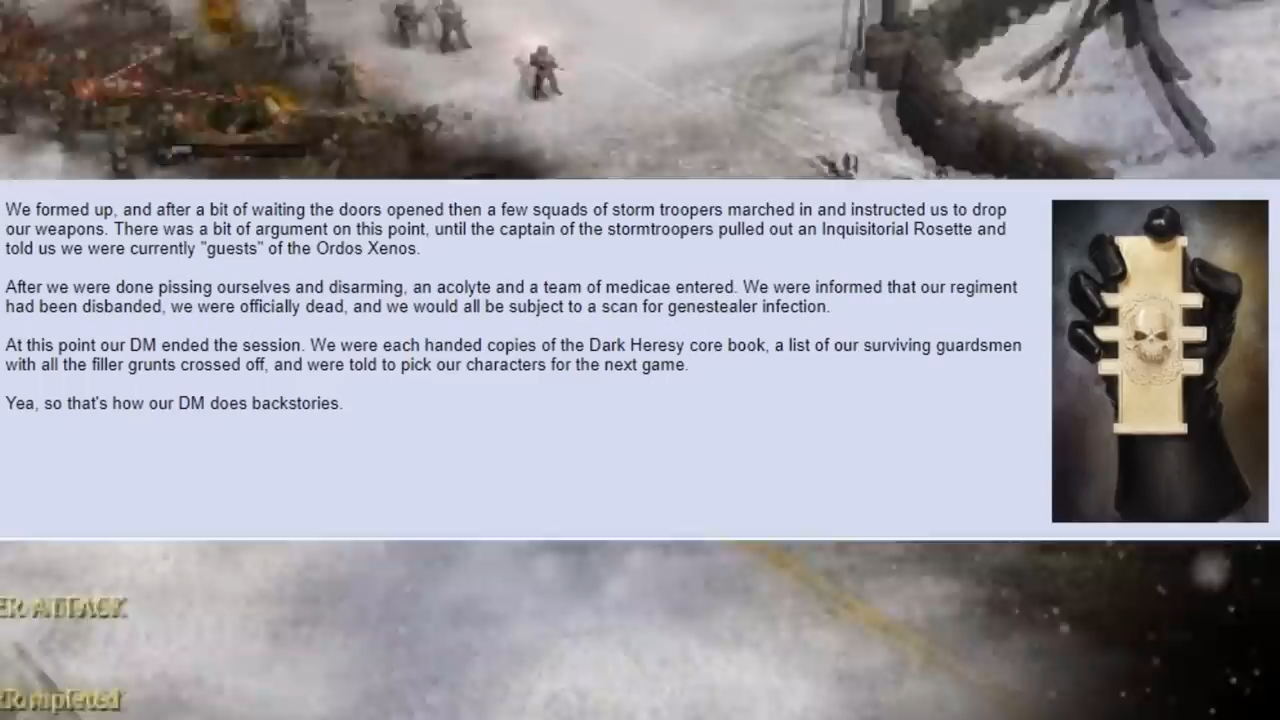 We formed up, and after a bit of waiting the doors opened then a few squads of storm troopers marched in and instructed us to drop
our weapons. There was a bit of argument on this point, until the captain of the stormtroopers pulled out an Inquisitorial Rosette and
told us we were currently "guests" of the Ordos Xenos.
After we were done pissing ourselves and disarming, an acolyte and a team of medicae entered. We were informed that our regiment
had been disbanded, we were officially dead, and we would all be subject to a scan for genestealer infection.
At this point our DM ended the session. We were each handed copies of the Dark Heresy core book, a list of our surviving guardsmen
with all the filler grunts crossed off, and were told to pick our characters for the next game.
Yea, so that's how our DM does backstories.
ER ATTACK
Completed